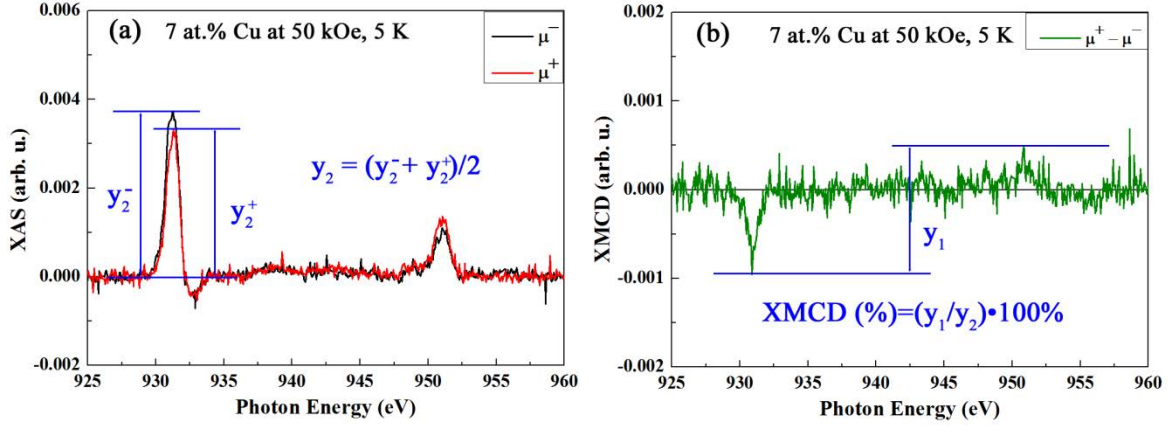 (a) 7 at.% Cu at 50 kOe, 5 K
μ⁻
μ⁺
y₂ = (y₂⁻ + y₂⁺)/2
y₂⁻
y₂⁺
XAS (arb. u.)
0.006
0.004
0.002
0.000
-0.002
925 930 935 940 945 950 955 960
Photon Energy (eV)
(b) 7 at.% Cu at 50 kOe, 5 K
μ⁺ – μ⁻
y₁
XMCD (%)=(y₁/y₂)•100%
XMCD (arb. u.)
0.002
0.001
0.000
-0.001
-0.002
925 930 935 940 945 950 955 960
Photon Energy (eV)